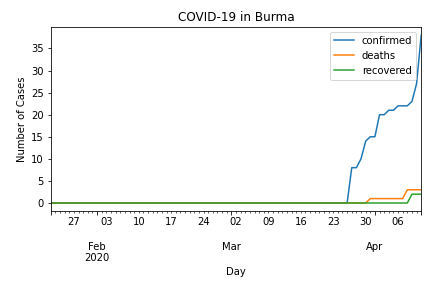 COVID-19 in Burma
confirmed
deaths
recovered
Number of Cases
35
30
25
20
15
10
5
0
27 03 10 17 24 02 09 16 23 30 06
Feb Mar Apr
2020
Day